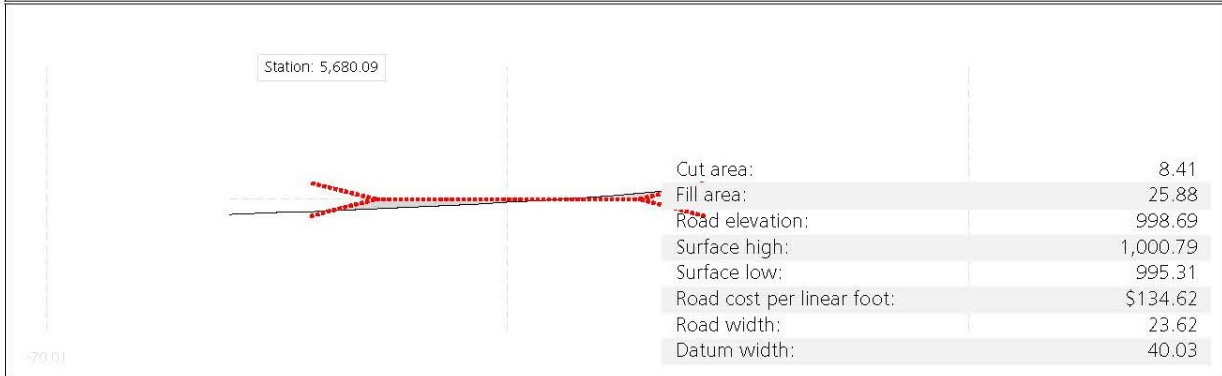 Station: 5,680.09
Cut area: 8.41
Fill area: 25.88
Road elevation: 998.69
Surface high: 1,000.79
Surface low: 995.31
Road cost per linear foot: $134.62
Road width: 23.62
Datum width: 40.03
-70.01